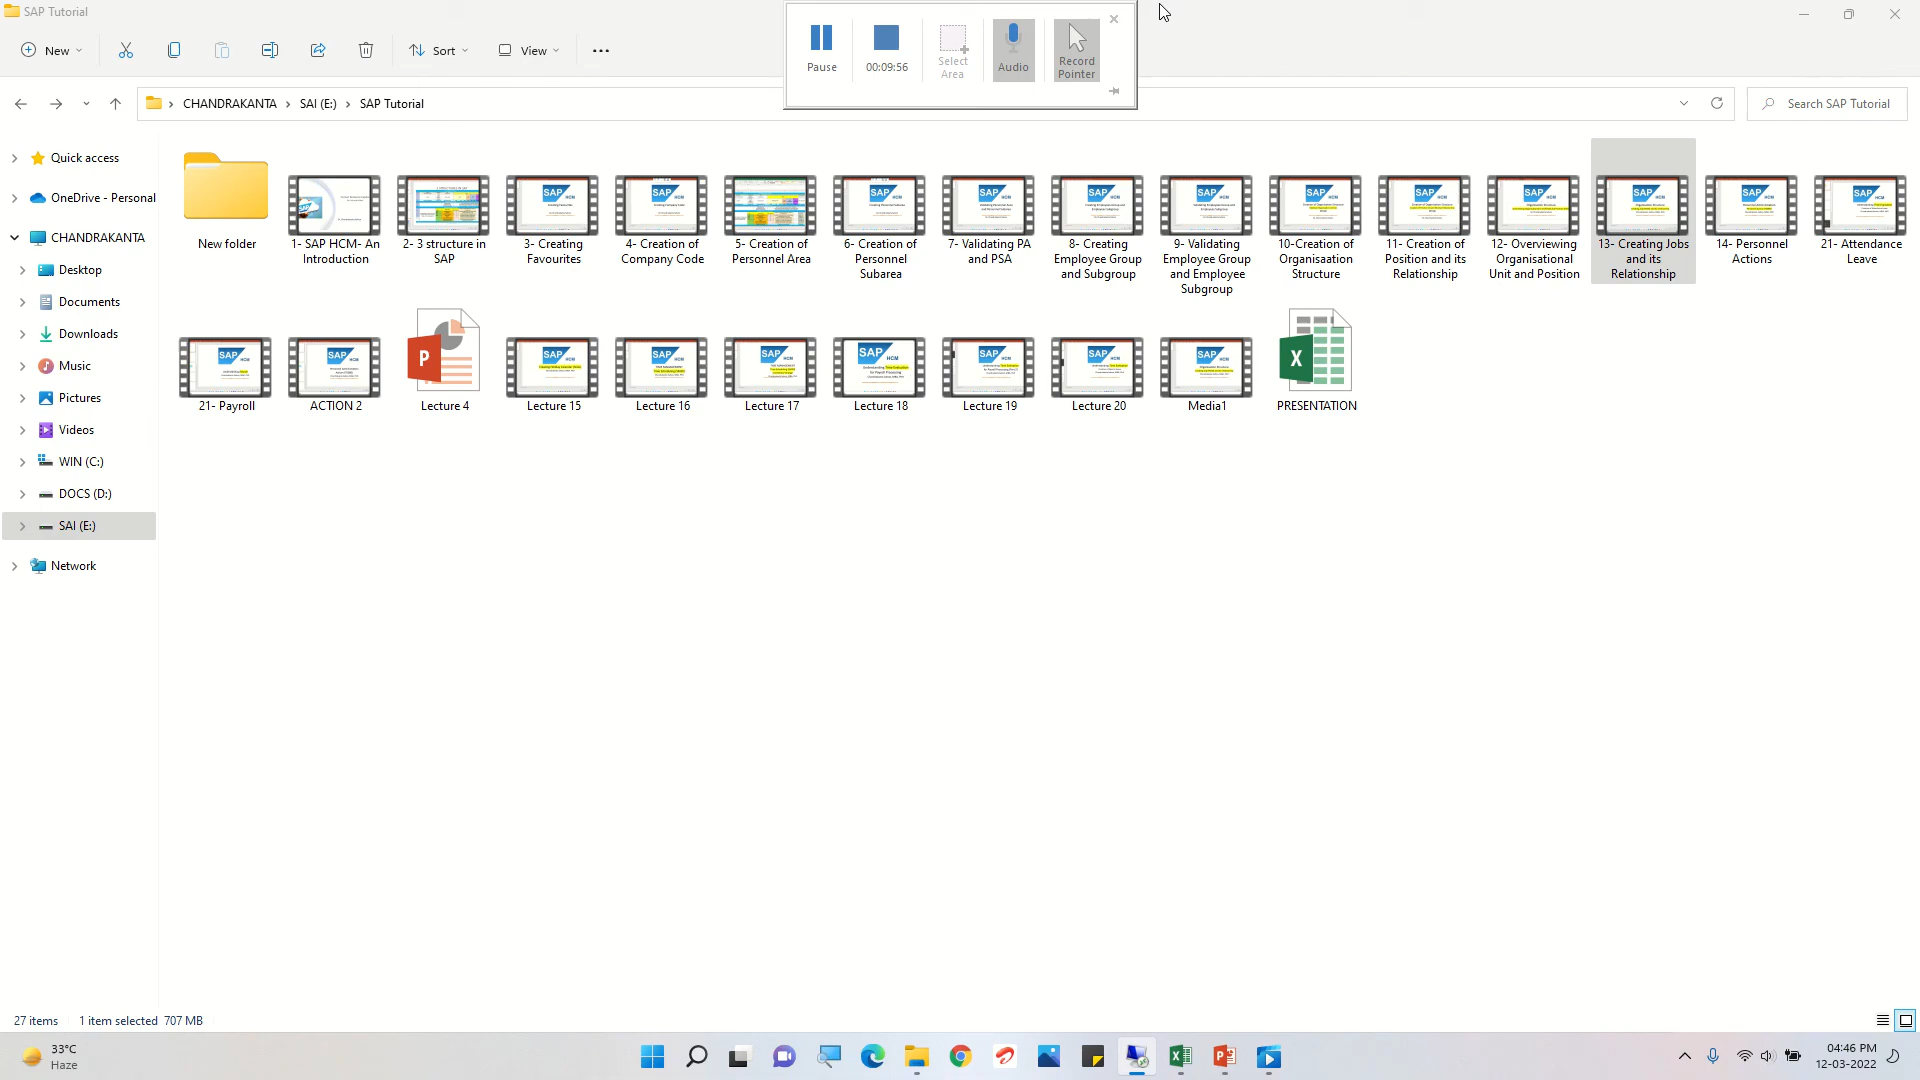 SAP Tutorial
New
Sort
View
Pause
00:09:56
Select
Area
Audio
Record
Pointer
CHANDRAKANTA
SAI (E:)
SAP Tutorial
Search SAP Tutorial
Quick access
OneDrive - Personal
CHANDRAKANTA
Desktop
Documents
Downloads
Music
Pictures
Videos
WIN (C:)
DOCS (D:)
SAI (E:)
Network
New folder
1- SAP HCM- An
Introduction
2- 3 structure in
SAP
3- Creating
Favourites
4- Creation of
Company Code
5- Creation of
Personnel Area
6- Creation of
Personnel
Subarea
7- Validating PA
and PSA
8- Creating
Employee Group
and Subgroup
9- Validating
Employee Group
and Employee
Subgroup
10-Creation of
Organisaation
Structure
11- Creation of
Position and its
Relationship
12- Overviewing
Organisational
Unit and Position
13- Creating Jobs
and its
Relationship
14- Personnel
Actions
21- Attendance
Leave
21- Payroll
ACTION 2
Lecture 4
Lecture 15
Lecture 16
Lecture 17
Lecture 18
Lecture 19
Lecture 20
Media1
PRESENTATION
27 items
1 item selected 707 MB
33°C
Haze
04:46 PM
12-03-2022